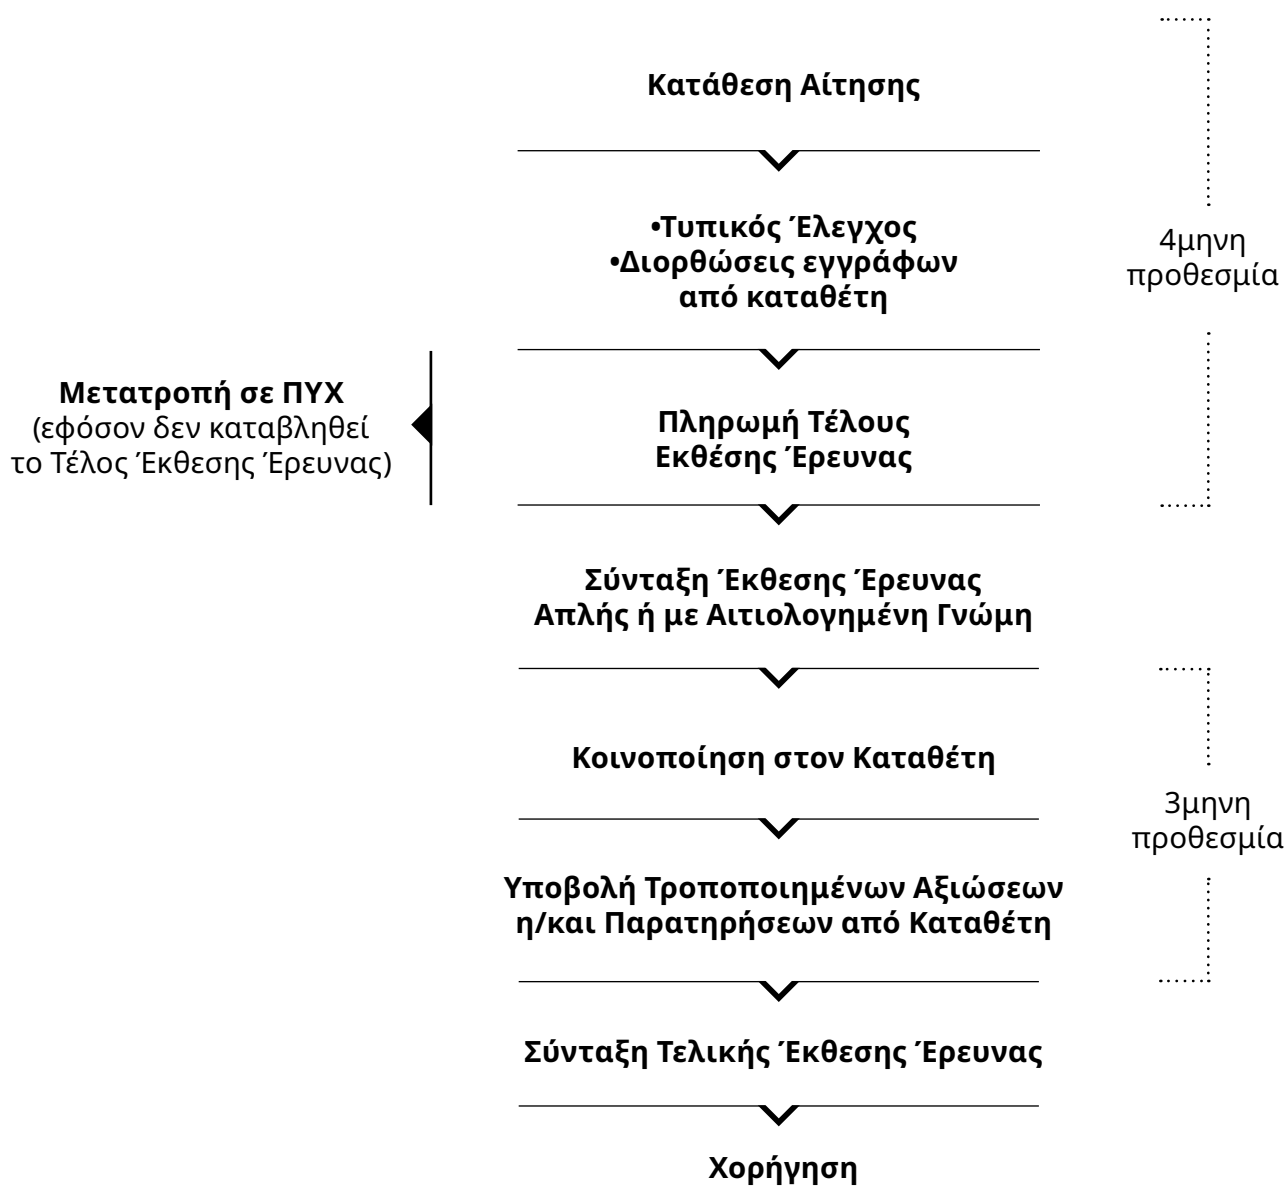 Κατάθεση Αίτησης
•Τυπικός Έλεγχος
•Διορθώσεις εγγράφων
από καταθέτη
4μηνη
προθεσμία
Μετατροπή σε ΠΥΧ
(εφόσον δεν καταβληθεί
το Τέλος Έκθεσης Έρευνας)
Πληρωμή Τέλους
Εκθέσης Έρευνας
Σύνταξη Έκθεσης Έρευνας
Απλής ή με Αιτιολογημένη Γνώμη
Κοινοποίηση στον Καταθέτη
3μηνη
προθεσμία
Υποβολή Τροποποιημένων Αξιώσεων
η/και Παρατηρήσεων από Καταθέτη
Σύνταξη Τελικής Έκθεσης Έρευνας
Χορήγηση